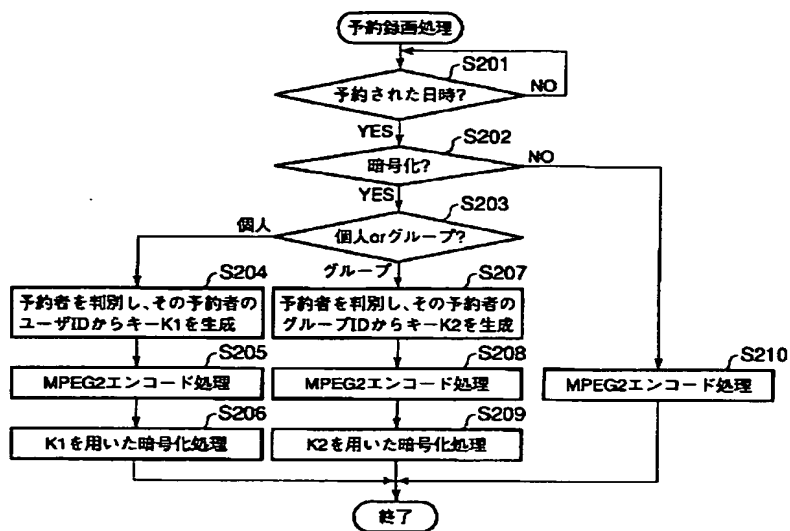 予約録画処理
S201
予約された日時?
NO
YES
S202
暗号化?
NO
YES
S203
個人
個人orグループ?
グループ
S204
予約者を判別し、その予約者の
ユーザIDからキーK1を生成
S207
予約者を判別し、その予約者の
グループIDからキーK2を生成
S205
MPEG2エンコード処理
S208
MPEG2エンコード処理
S210
MPEG2エンコード処理
S206
K1を用いた暗号化処理
S209
K2を用いた暗号化処理
終了